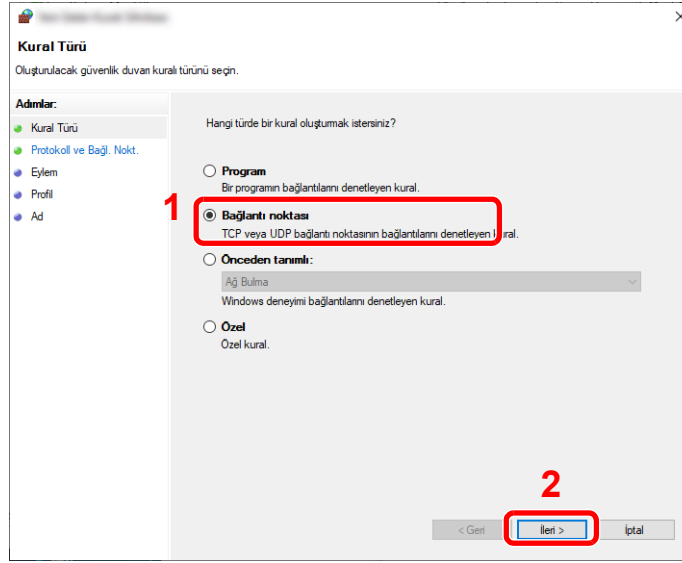 Kural Türü
Oluşturulacak güvenlik duvarı kuralı türünü seçin.
Adımlar:
Kural Türü
Protokoll ve Bağl. Nokt.
Eylem
Profil
Ad
Hangi türde bir kural oluşturmak istersiniz?
Program
Bir programın bağlantılarını denetleyen kural.
1
Bağlantı noktası
TCP veya UDP bağlantı noktasının bağlantılarını denetleyen kural.
Önceden tanımlı:
Ağ Bulma
Windows deneyimi bağlantılarını denetleyen kural.
Özel
Özel kural.
2
< Geri
İleri >
İptal